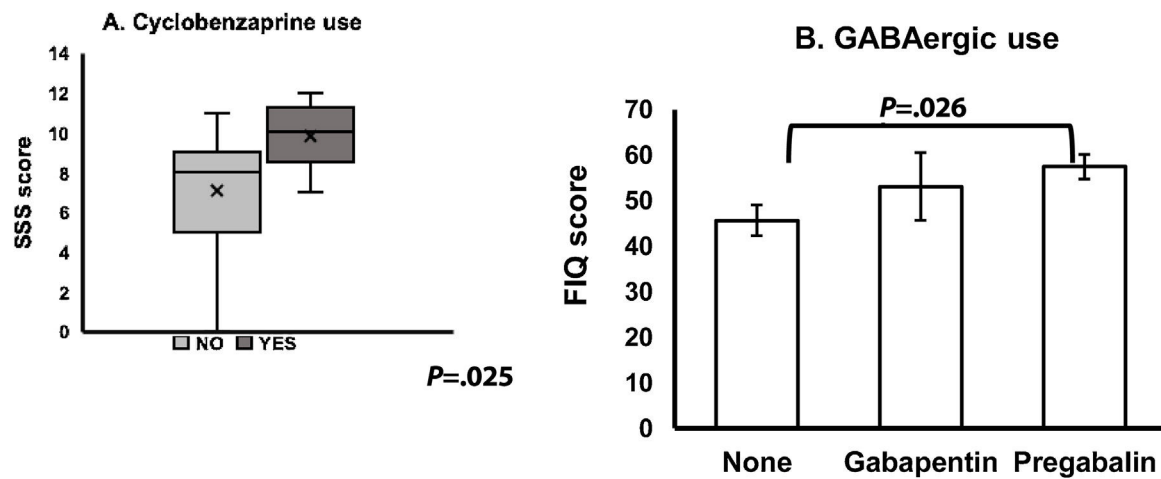 A. Cyclobenzaprine use
SSS score
14
12
10
8
6
4
2
0
NO YES
P=.025
B. GABAergic use
FIQ score
70
60
50
40
30
20
10
0
P=.026
None Gabapentin Pregabalin